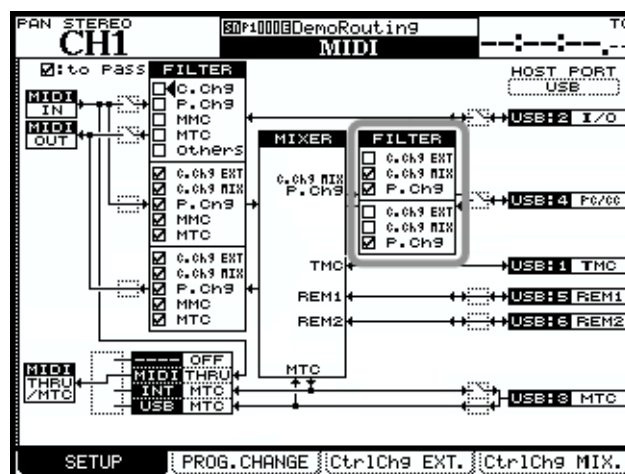 PAN STEREO
CH1
SD P1000 DemoRouting
MIDI
TC
--:--:--.--
☑:to Pass
FILTER
HOST PORT
USB
MIDI IN
MIDI OUT
C.Chg
P.Chg
MMC
MTC
Others
C.Chg EXT
C.Chg MIX
P.Chg
MMC
MTC
C.Chg EXT
C.Chg MIX
P.Chg
MMC
MTC
MIXER
C.Chg MIX
P.Chg
TMC
REM1
REM2
MTC
FILTER
C.Chg EXT
C.Chg MIX
P.Chg
C.Chg EXT
C.Chg MIX
P.Chg
USB:2 I/O
USB:4 PC/CC
USB:1 TMC
USB:5 REM1
USB:6 REM2
USB:3 MTC
MIDI THRU /MTC
---- OFF
MIDI THRU
INT MTC
USB MTC
SETUP
PROG.CHANGE
CtrlChg EXT.
CtrlChg MIX.